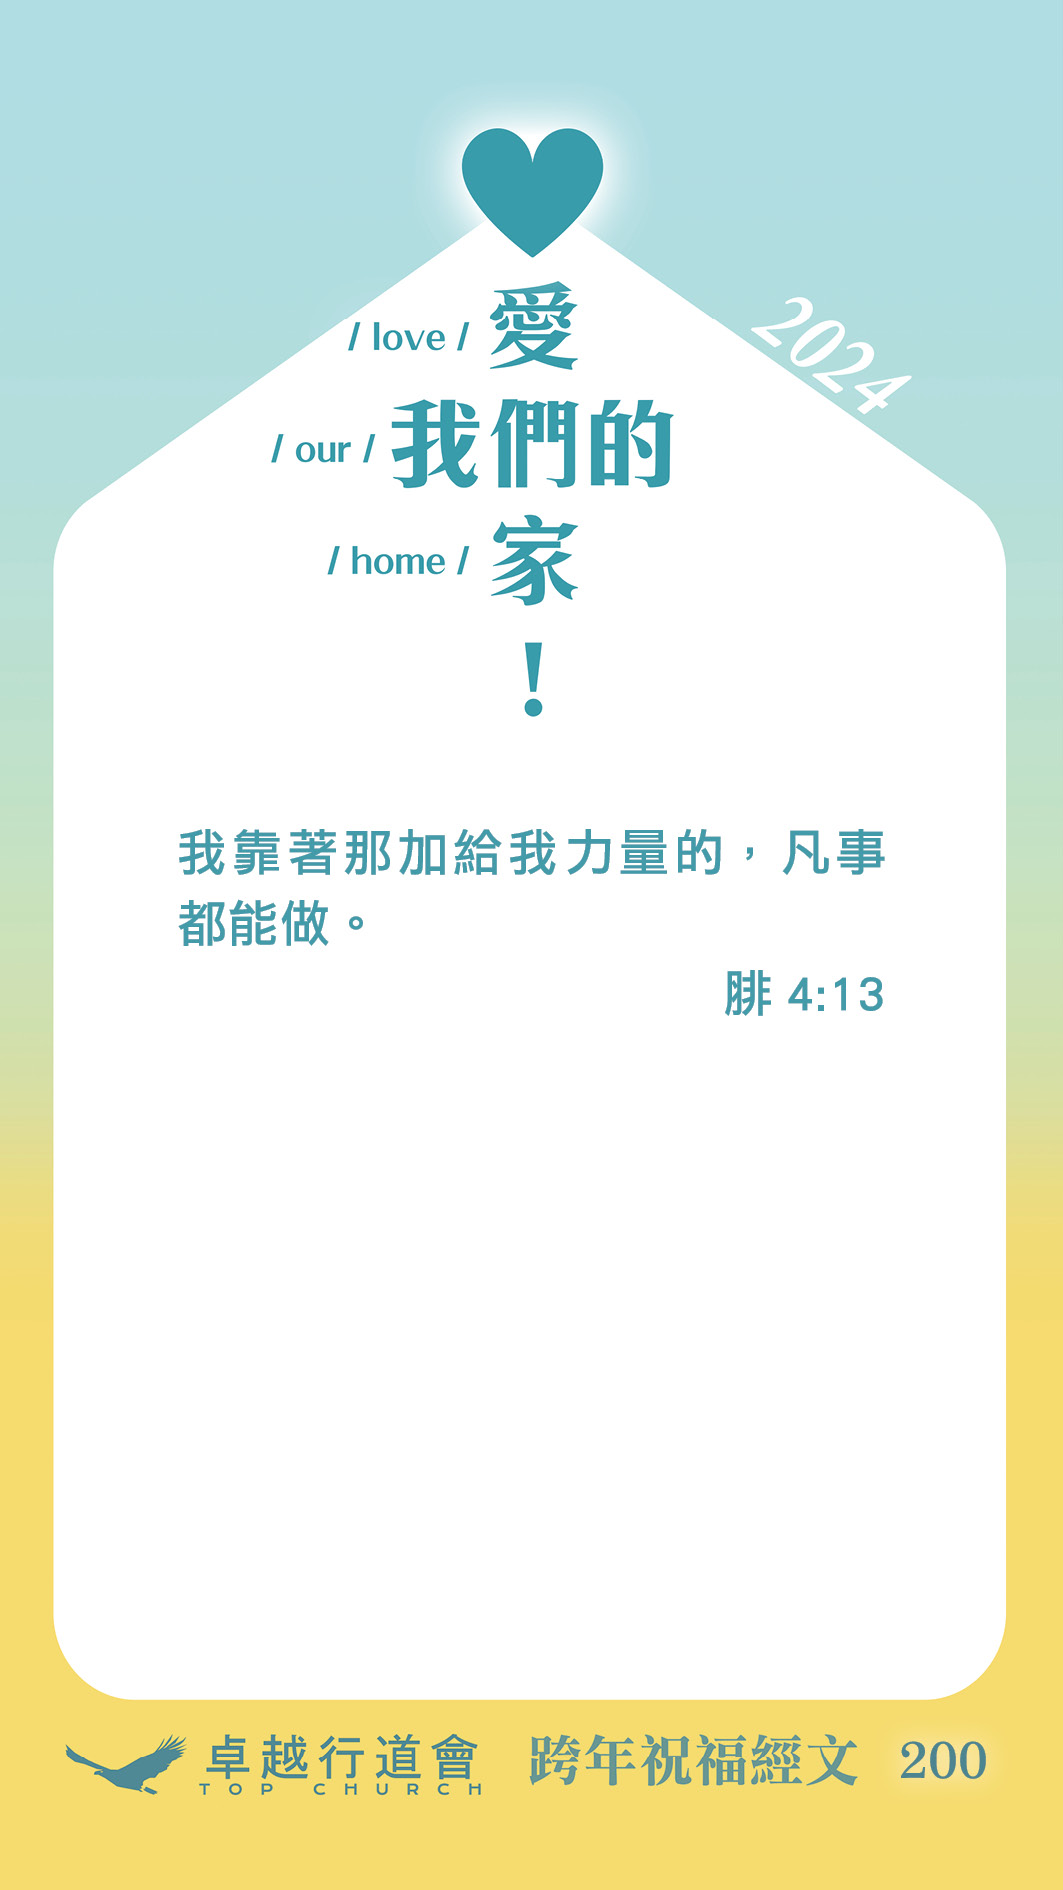 / love / 愛
2024
/ our / 我們的
/ home / 家
!
我靠著那加給我力量的，凡事
都能做。
腓 4:13
卓越行道會 跨年祝福經文 200
TOP CHURCH